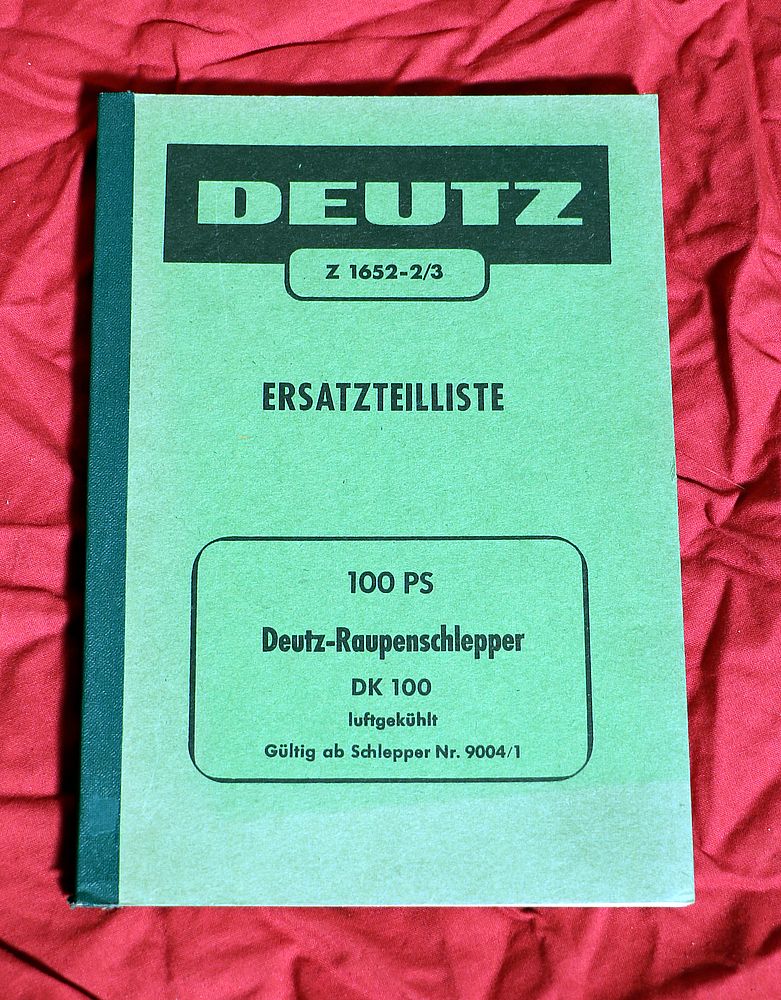 DEUTZ
Z 1652-2/3
ERSATZTEILLISTE
100 PS
Deutz-Raupenschlepper
DK 100
luftgekühlt
Gültig ab Schlepper Nr. 9004/1